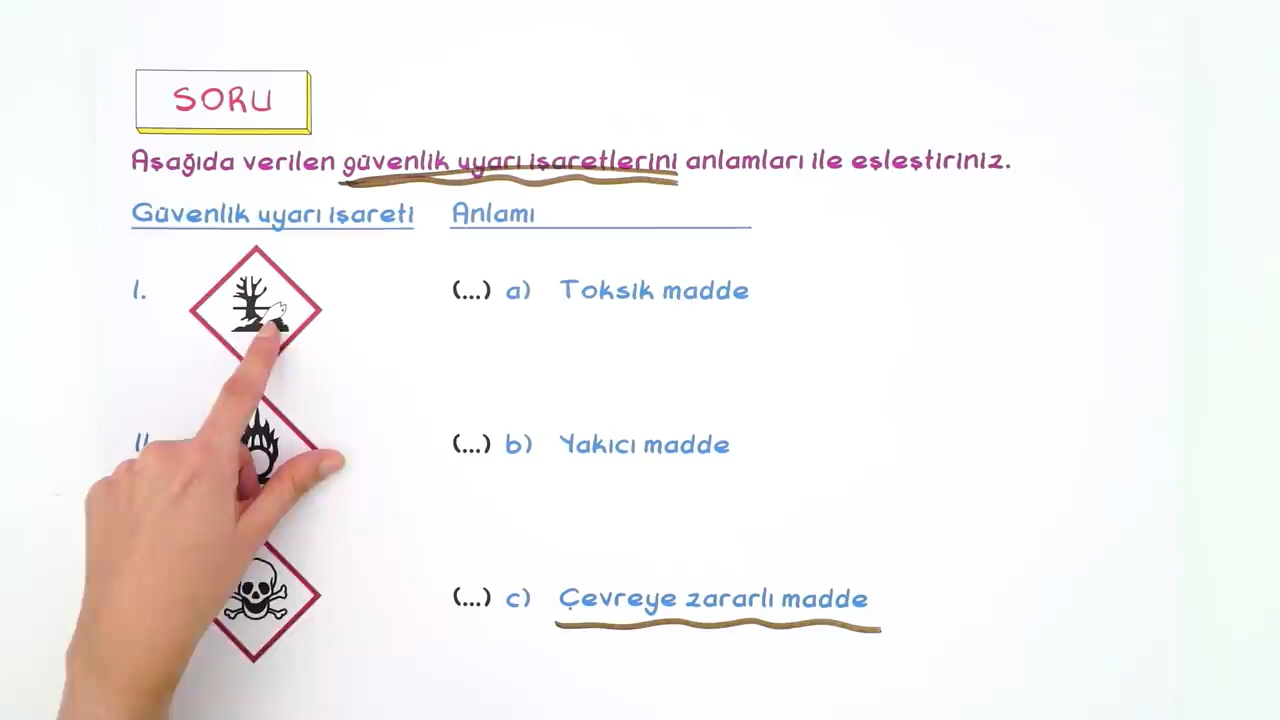 SORU
Aşağıda verilen güvenlik uyarı işaretlerini anlamları ile eşleştiriniz.
Güvenlik uyarı işareti Anlamı
I. (...) a) Toksik madde
II. (...) b) Yakıcı madde
(...) c) Çevreye zararlı madde